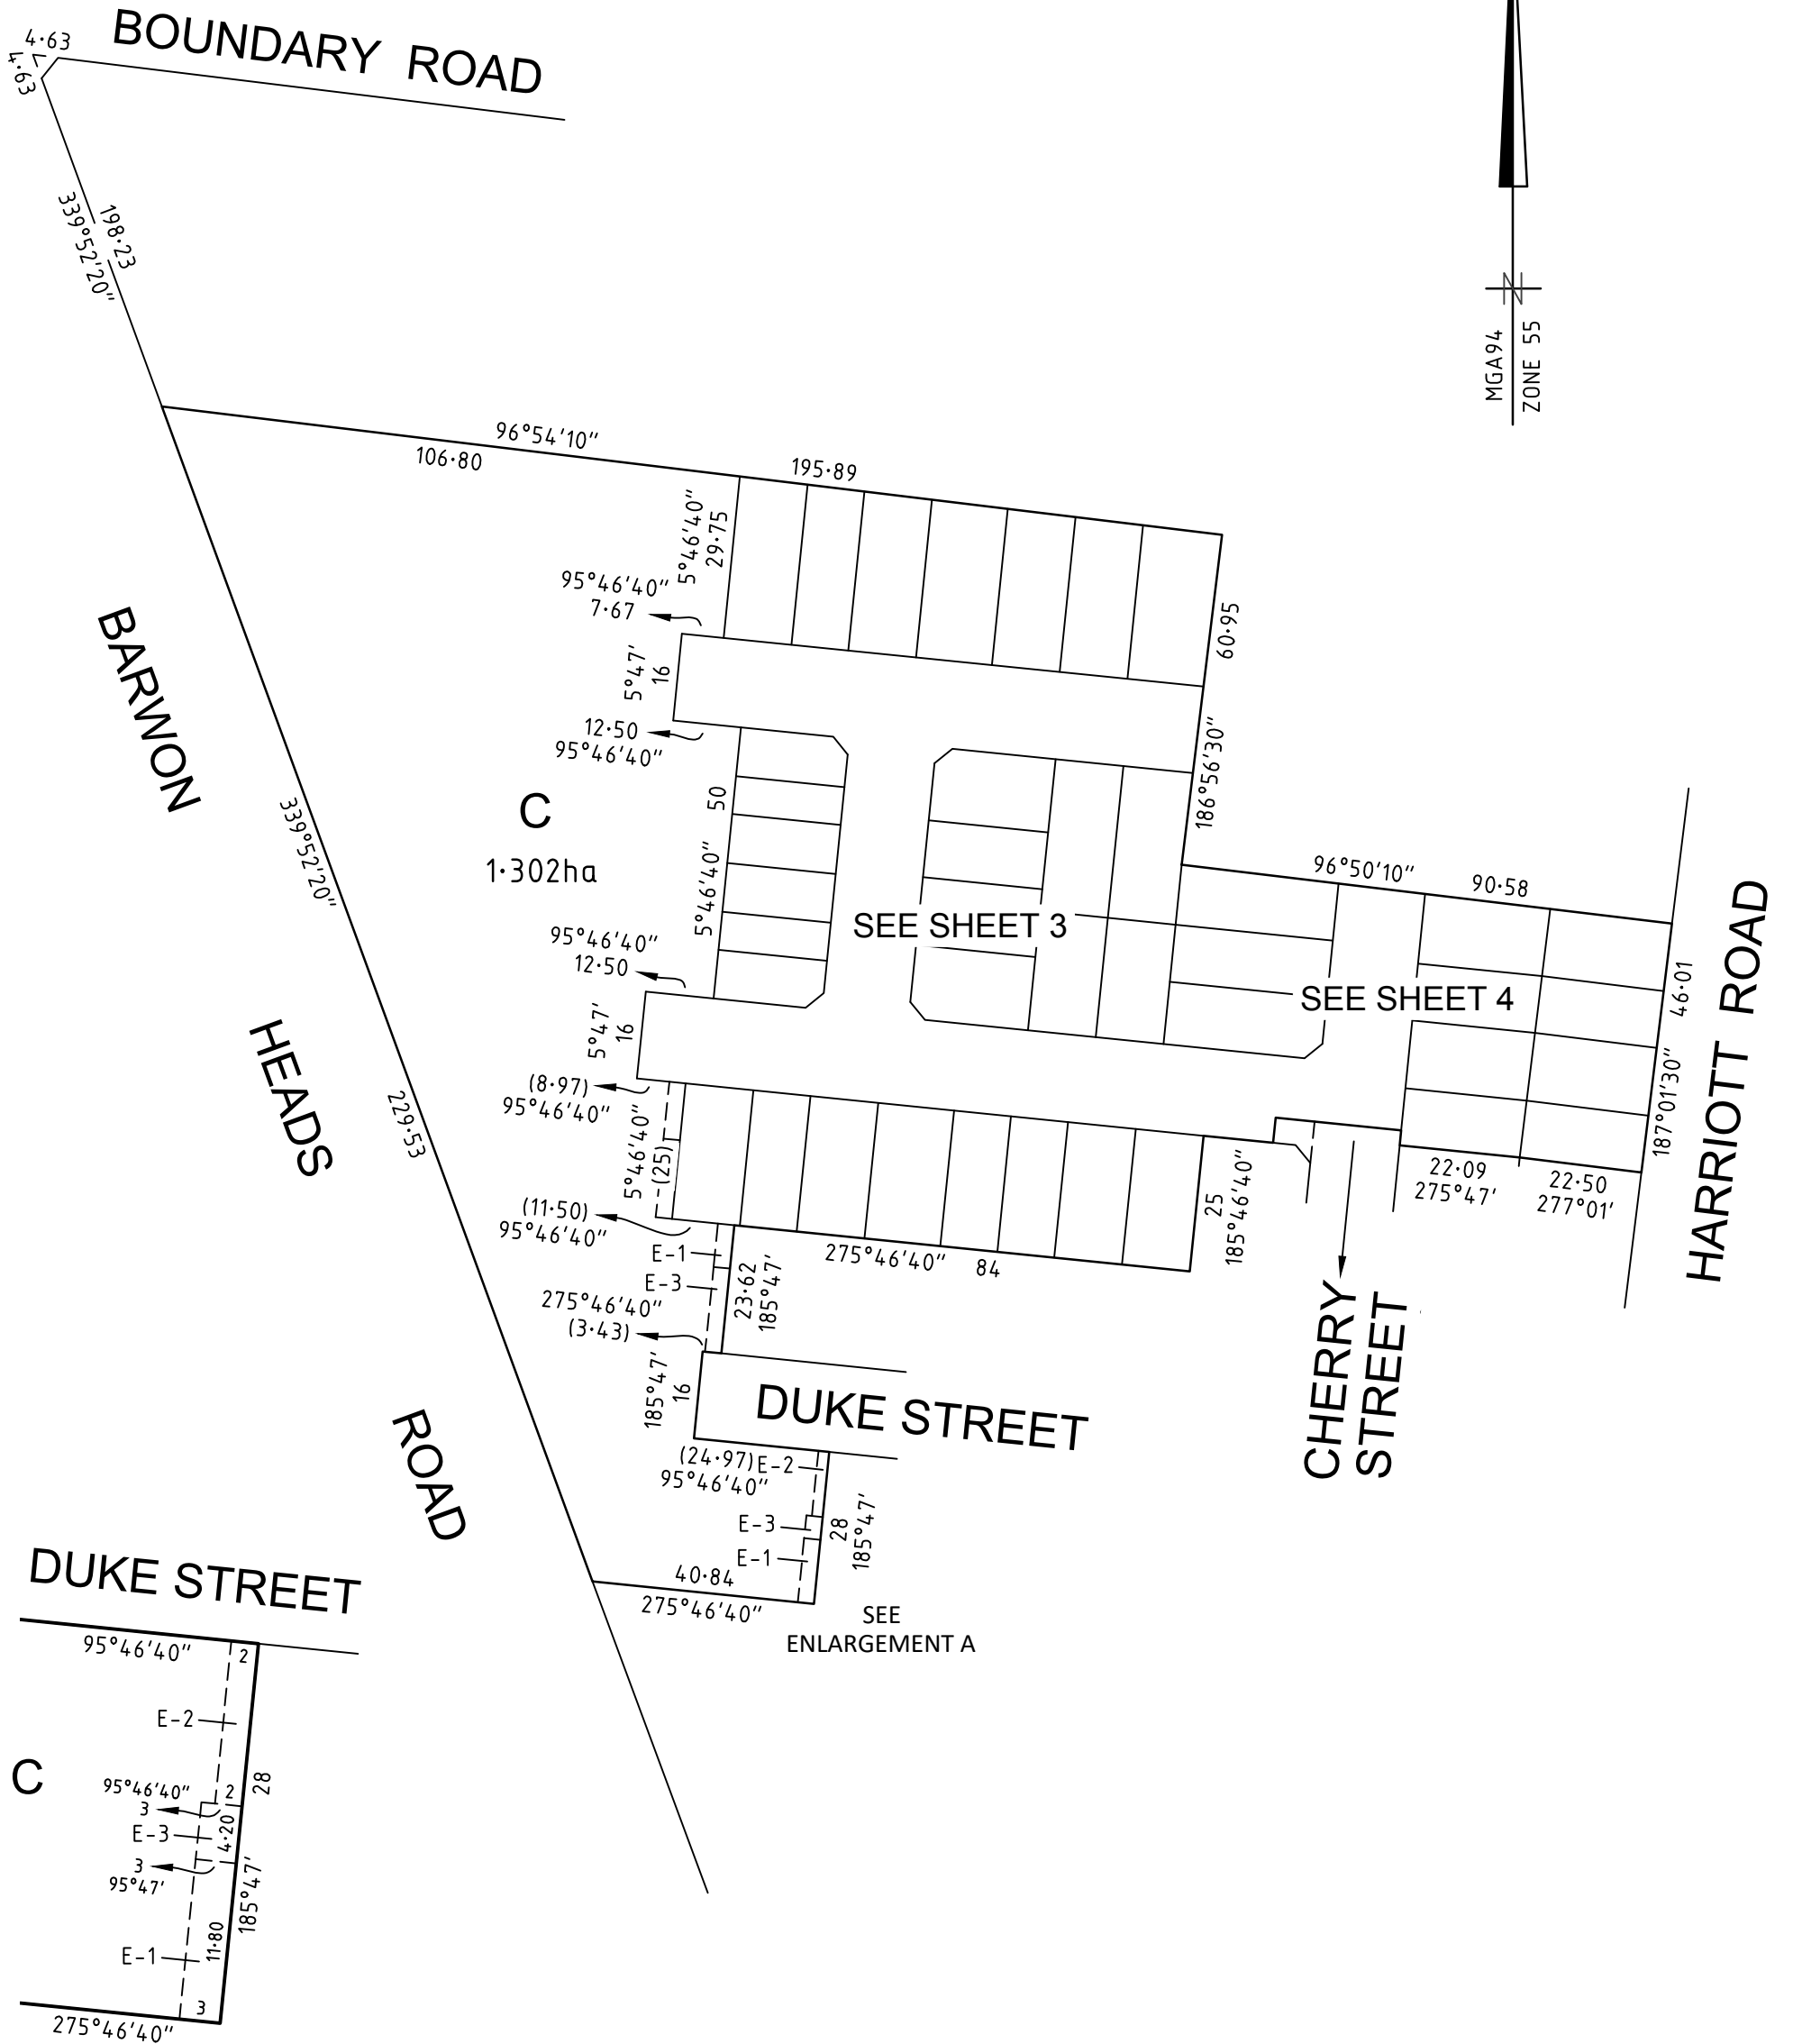 BOUNDARY ROAD
4·63
4·63
198·23
339°52'20"
MGA94
ZONE 55
96°54'10"
106·80
195·89
5°46'40"
29·75
95°46'40"
7·67
60·95
5°47'
16
12·50
95°46'40"
186°56'30"
BARWON
HEADS
ROAD
339°52'20"
229·53
C
1·302ha
50
5°46'40"
96°50'10"
90·58
SEE SHEET 3
SEE SHEET 4
95°46'40"
12·50
46·01
187°01'30"
HARRIOTT ROAD
5°47'
16
(8·97)
95°46'40"
5°46'40"
(25)
22·09
275°47'
22·50
277°01'
25
185°46'40"
(11·50)
95°46'40"
E-1
E-3
275°46'40"
84
23·62
185°47'
275°46'40"
(3·43)
185°47'
16
DUKE STREET
CHERRY
STREET
(24·97)
95°46'40"
E-2
E-3
E-1
28
185°47'
40·84
275°46'40"
SEE
ENLARGEMENT A
DUKE STREET
95°46'40"
2
E-2
C
28
95°46'40"
3
2
E-3
4·20
3
95°47'
185°47'
11·80
E-1
3
275°46'40"